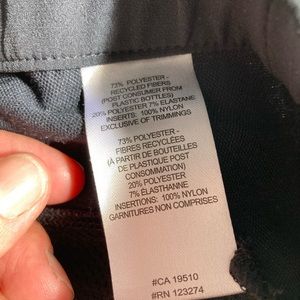 73% POLYESTER -
RECYCLED FIBERS
(POST CONSUMER FROM
PLASTIC BOTTLES)
20% POLYESTER 7% ELASTANE
INSERTS: 100% NYLON
EXCLUSIVE OF TRIMMINGS
73% POLYESTER -
FIBRES RECYCLÉES
(À PARTIR DE BOUTEILLES
DE PLASTIQUE POST
CONSOMMATION)
20% POLYESTER
7% ÉLASTHANNE
INSERTIONS: 100% NYLON
GARNITURES NON COMPRISES
#CA 19510
#RN 123274